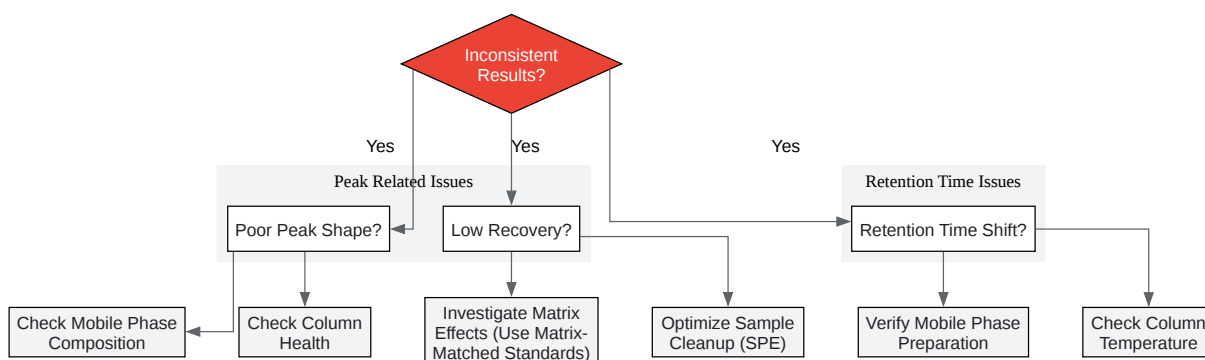 Inconsistent
Results?
Yes
Yes
Yes
Peak Related Issues
Retention Time Issues
Poor Peak Shape?
Low Recovery?
Retention Time Shift?
Check Mobile Phase
Composition
Check Column
Health
Investigate Matrix
Effects (Use Matrix-
Matched Standards)
Optimize Sample
Cleanup (SPE)
Verify Mobile Phase
Preparation
Check Column
Temperature